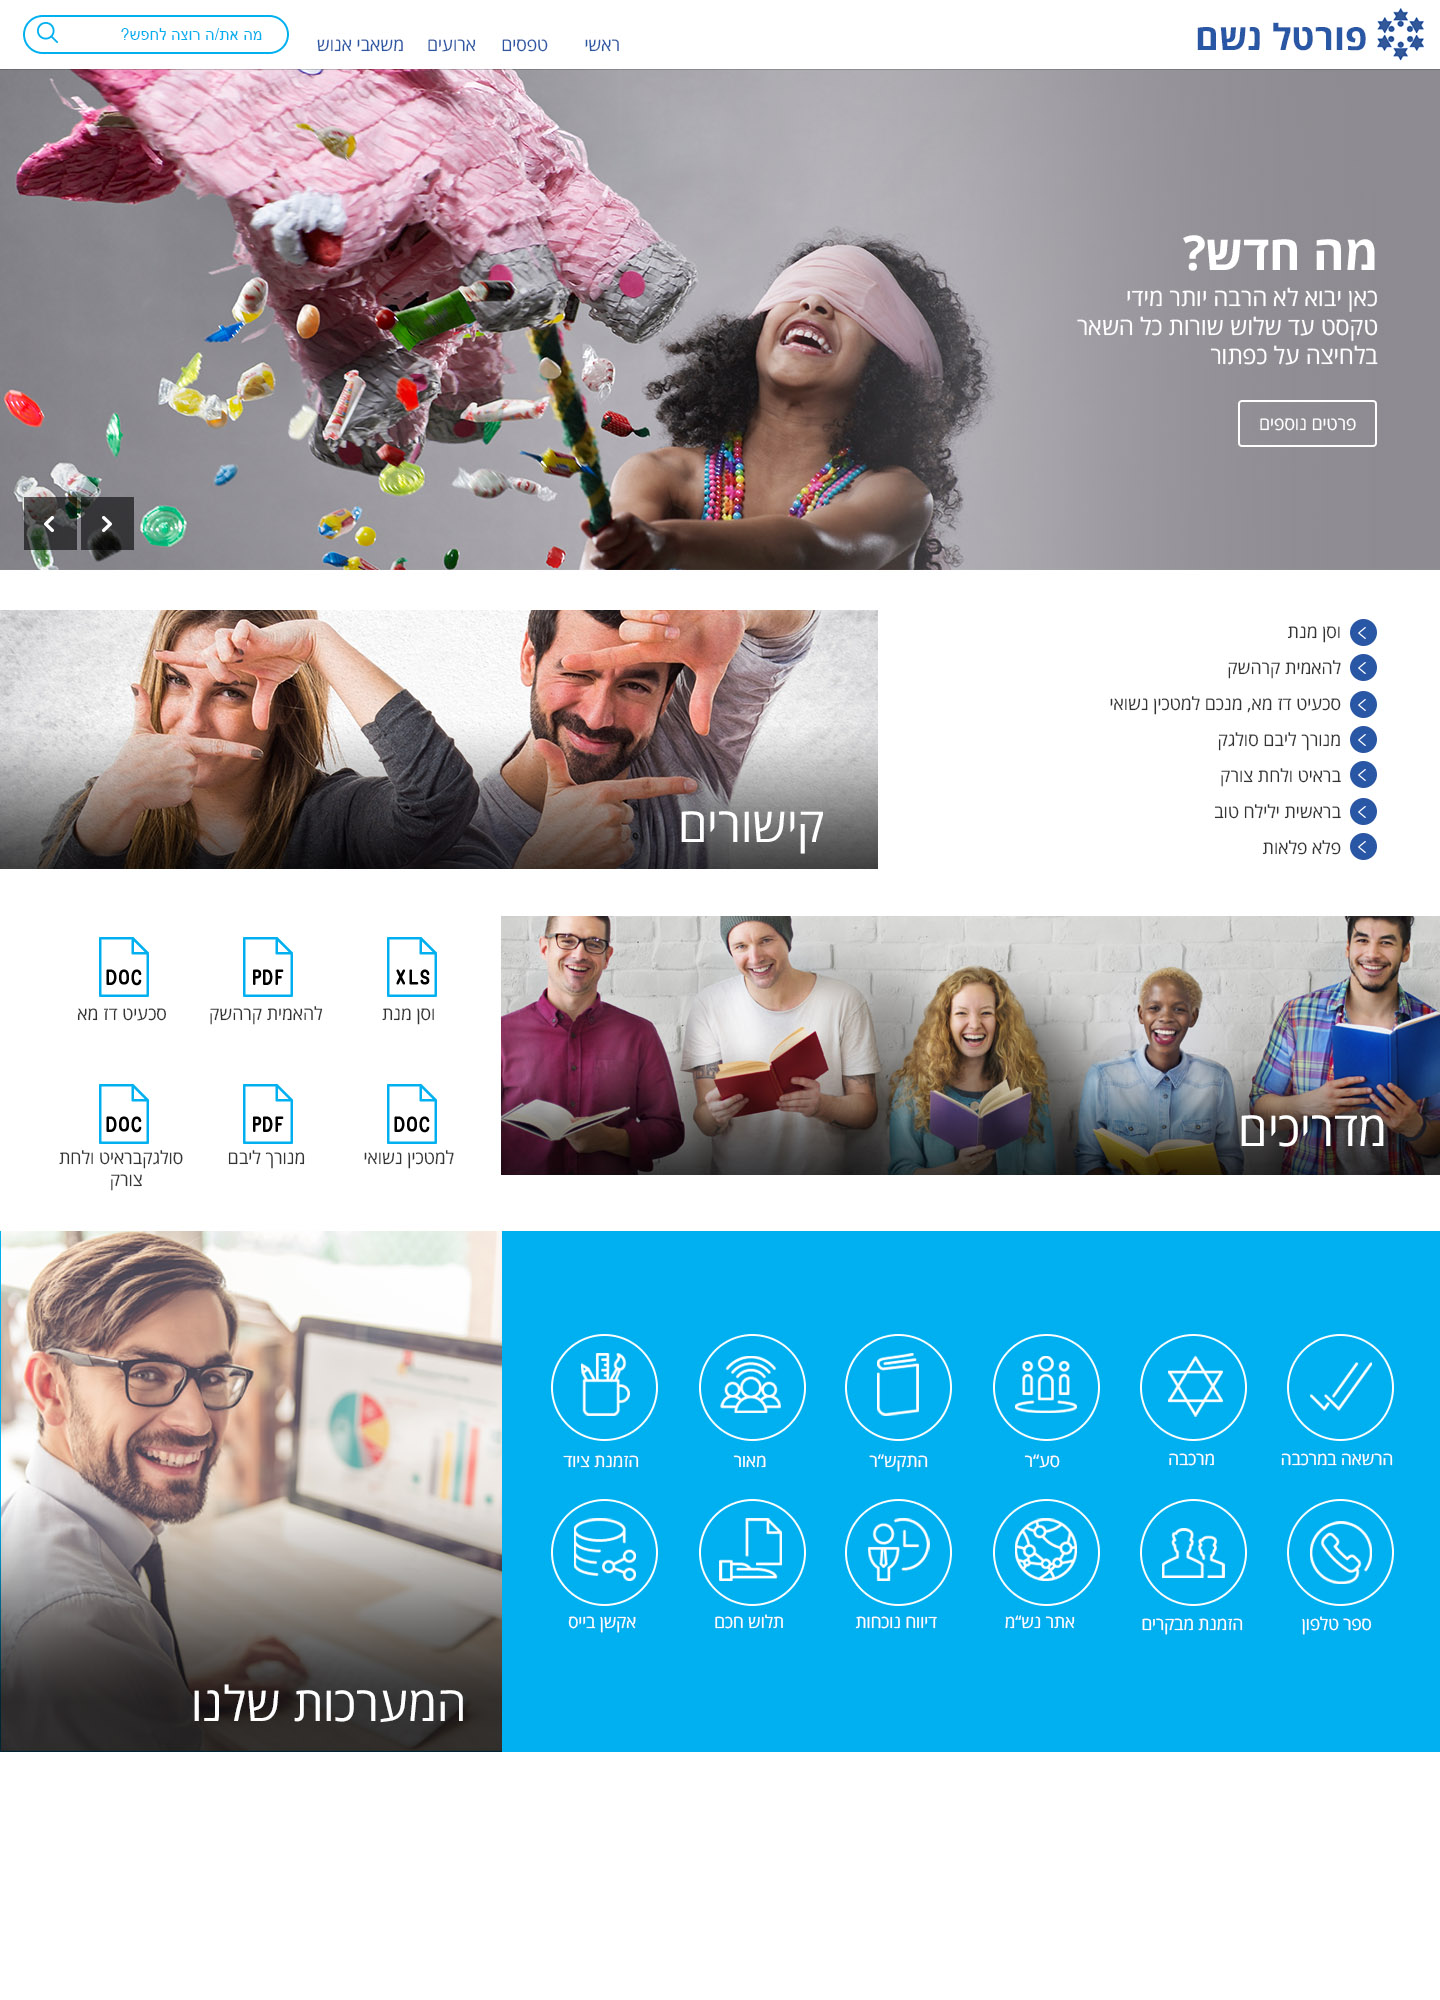 פורטל נשם
ראשי
טפסים
ארועים
משאבי אנוש
מה את/ה רוצה לחפש?
מה חדש?
כאן יבוא לא הרבה יותר מידי
טקסט עד שלוש שורות כל השאר
בלחיצה על כפתור
פרטים נוספים
וסן מנת
להאמית קרהשק
סכעיט דז מא, מנכם למטכין נשואי
מנורך ליבם סולגק
בראיט ולחת צורק
בראשית ילילח טוב
פלא פלאות
קישורים
מדריכים
XLS
PDF
DOC
וסן מנת
להאמית קרהשק
סכעיט דז מא
DOC
PDF
DOC
למטכין נשואי
מנורך ליבם
סולגקבראיט ולחת
צורק
הרשאה במרכבה
מרכבה
סע״ר
התקש״ר
מאור
הזמנת ציוד
ספר טלפון
הזמנת מבקרים
אתר נש״מ
דיווח נוכחות
תלוש חכם
אקשן בייס
המערכות שלנו